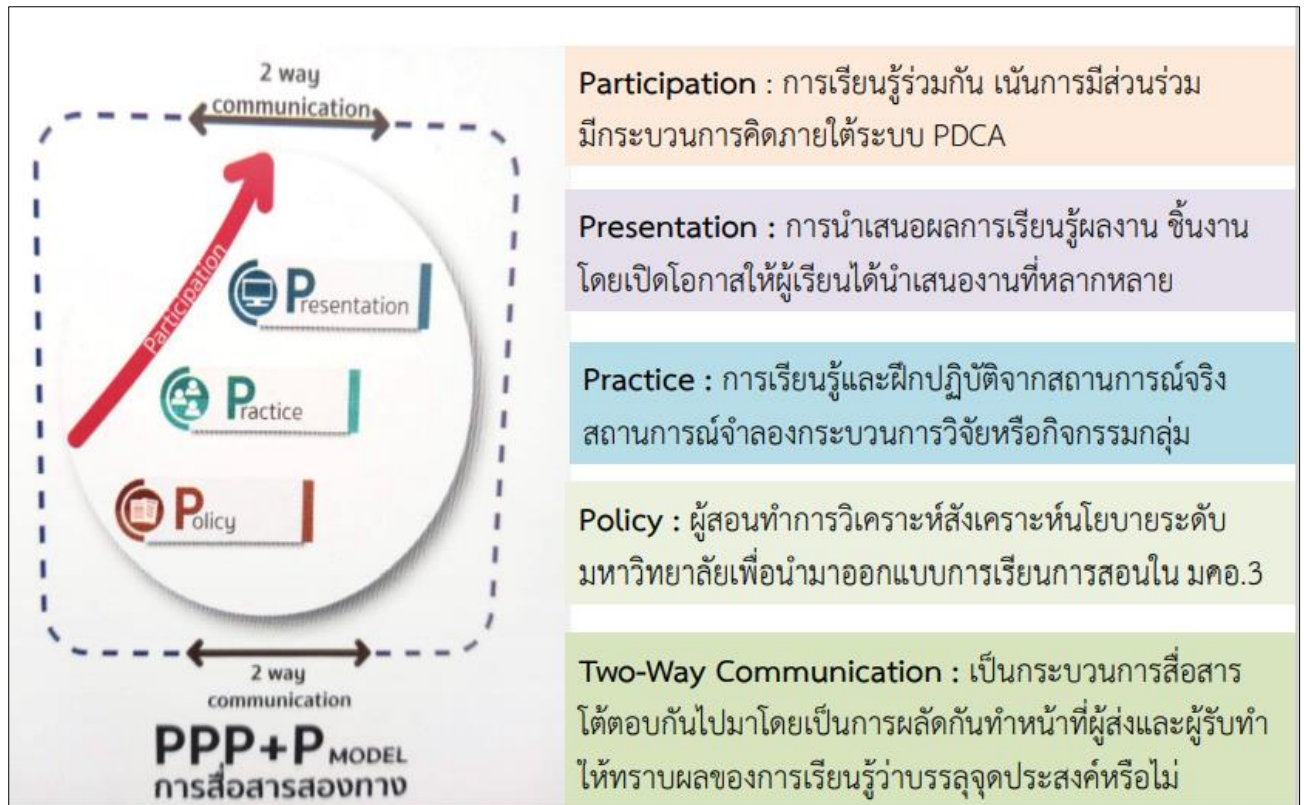 2 way
communication
Participation
Presentation
Practice
Policy
2 way
communication
PPP+P MODEL
การสื่อสารสองทาง
Participation : การเรียนรู้ร่วมกัน เน้นการมีส่วนร่วม
มีกระบวนการคิดภายใต้ระบบ PDCA
Presentation : การนำเสนอผลการเรียนรู้ผลงาน ชิ้นงาน
โดยเปิดโอกาสให้ผู้เรียนได้นำเสนองานที่หลากหลาย
Practice : การเรียนรู้และฝึกปฏิบัติจากสถานการณ์จริง
สถานการณ์จำลองกระบวนการวิจัยหรือกิจกรรมกลุ่ม
Policy : ผู้สอนทำการวิเคราะห์สังเคราะห์นโยบายระดับ
มหาวิทยาลัยเพื่อนำมาออกแบบการเรียนการสอนใน มคอ.3
Two-Way Communication : เป็นกระบวนการสื่อสาร
โต้ตอบกันไปมาโดยเป็นการผลัดกันทำหน้าที่ผู้ส่งและผู้รับทำ
ให้ทราบผลของการเรียนรู้ว่าบรรลุจุดประสงค์หรือไม่